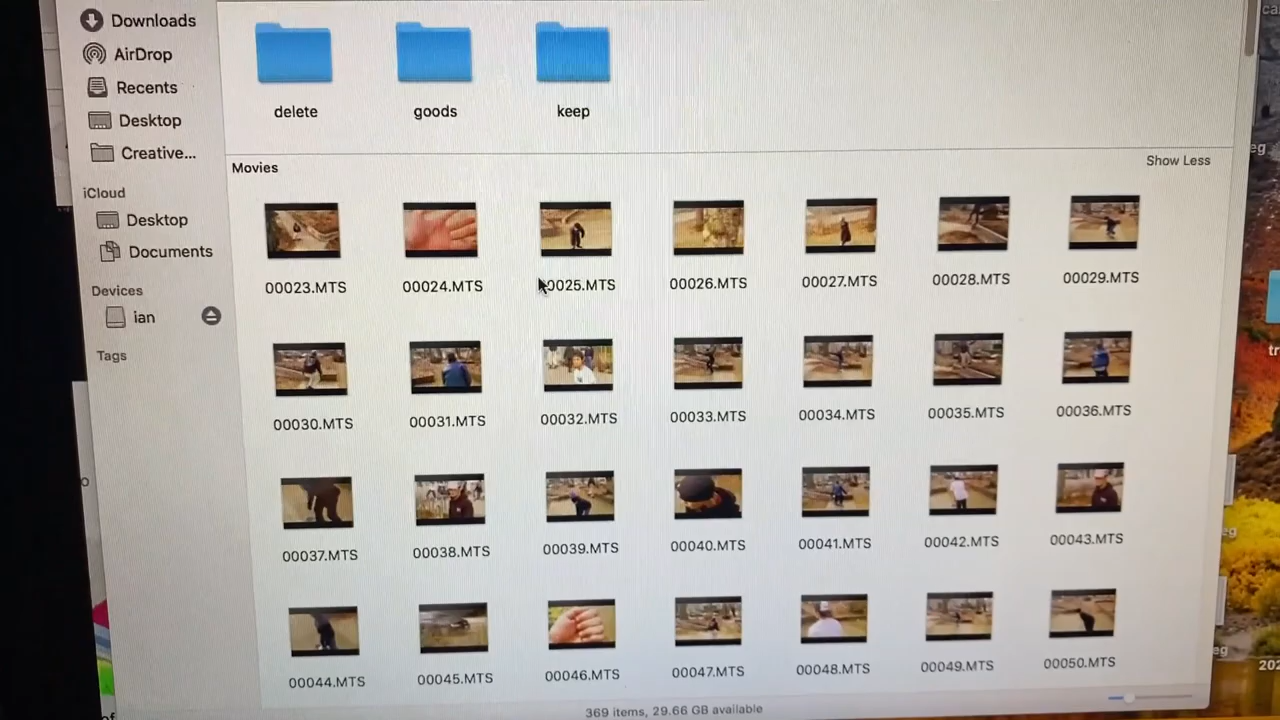 Downloads
AirDrop
Recents
Desktop
Creative...
iCloud
Desktop
Documents
Devices
ian
Tags
delete goods keep
Movies Show Less
00023.MTS 00024.MTS 00025.MTS 00026.MTS 00027.MTS 00028.MTS 00029.MTS
00030.MTS 00031.MTS 00032.MTS 00033.MTS 00034.MTS 00035.MTS 00036.MTS
00037.MTS 00038.MTS 00039.MTS 00040.MTS 00041.MTS 00042.MTS 00043.MTS
00044.MTS 00045.MTS 00046.MTS 00047.MTS 00048.MTS 00049.MTS 00050.MTS
369 items, 29.66 GB available